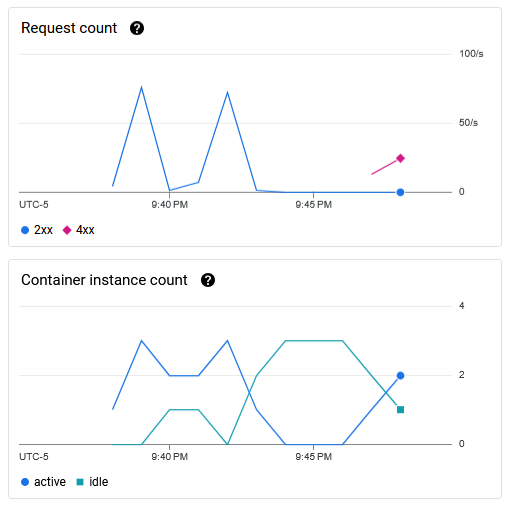 Request count ?
100/s
50/s
0
UTC-5 9:40 PM 9:45 PM
2xx 4xx
Container instance count ?
4
2
0
UTC-5 9:40 PM 9:45 PM
active idle